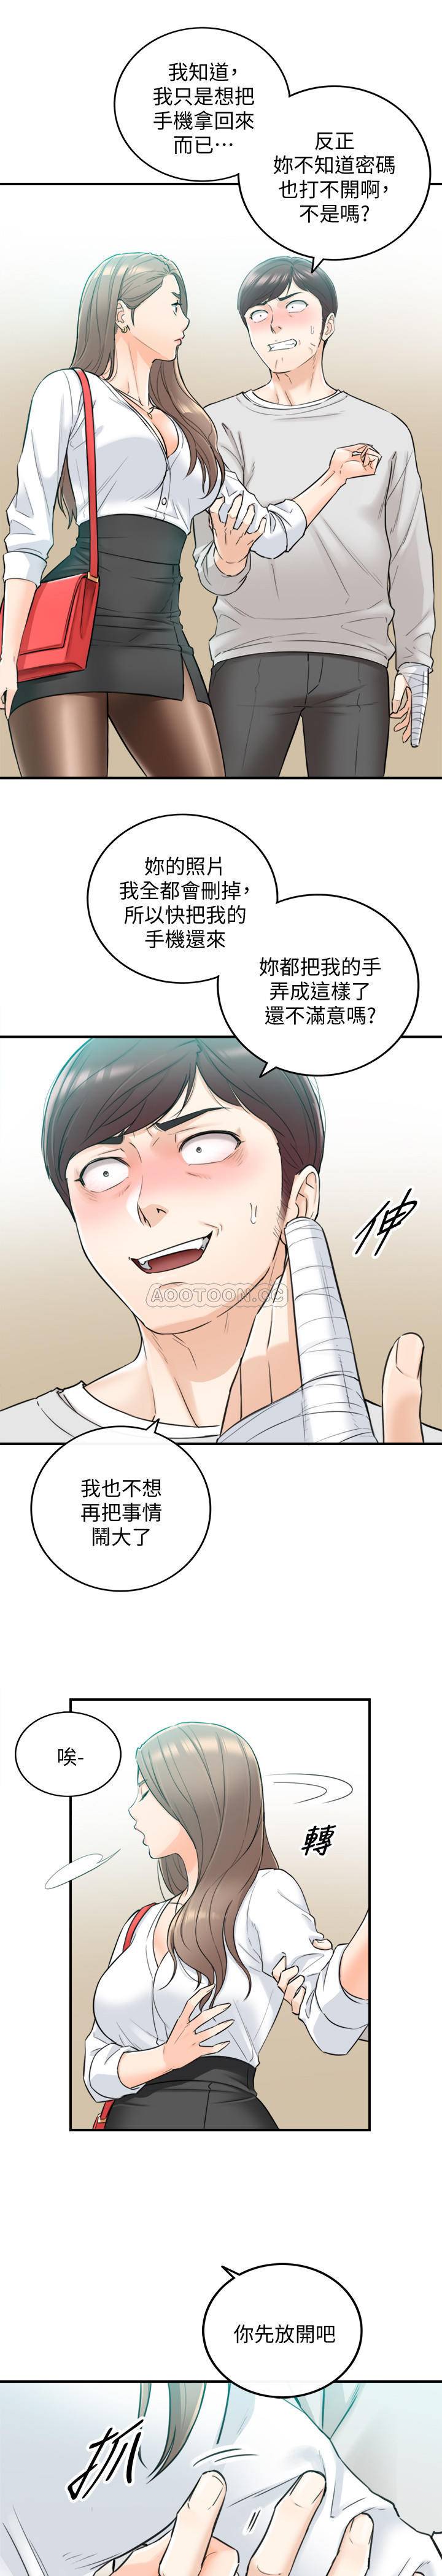 我知道，
我只是想把
手機拿回來
而已…
反正
妳不知道密碼
也打不開啊，
不是嗎?
妳的照片
我全都會刪掉，
所以快把我的
手機還來
妳都把我的手
弄成這樣了
還不滿意嗎?
伸
AOOTOON.CC
我也不想
再把事情
鬧大了
唉-
轉
你先放開吧
抓